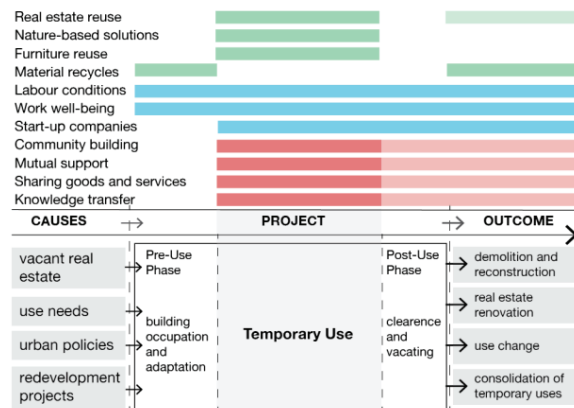 Real estate reuse
Nature-based solutions
Furniture reuse
Material recycles
Labour conditions
Work well-being
Start-up companies
Community building
Mutual support
Sharing goods and services
Knowledge transfer
CAUSES
PROJECT
OUTCOME
vacant real
estate
use needs
urban policies
redevelopment
projects
Pre-Use
Phase
building
occupation
and
adaptation
Temporary Use
Post-Use
Phase
clearence
and
vacating
demolition and
reconstruction
real estate
renovation
use change
consolidation of
temporary uses